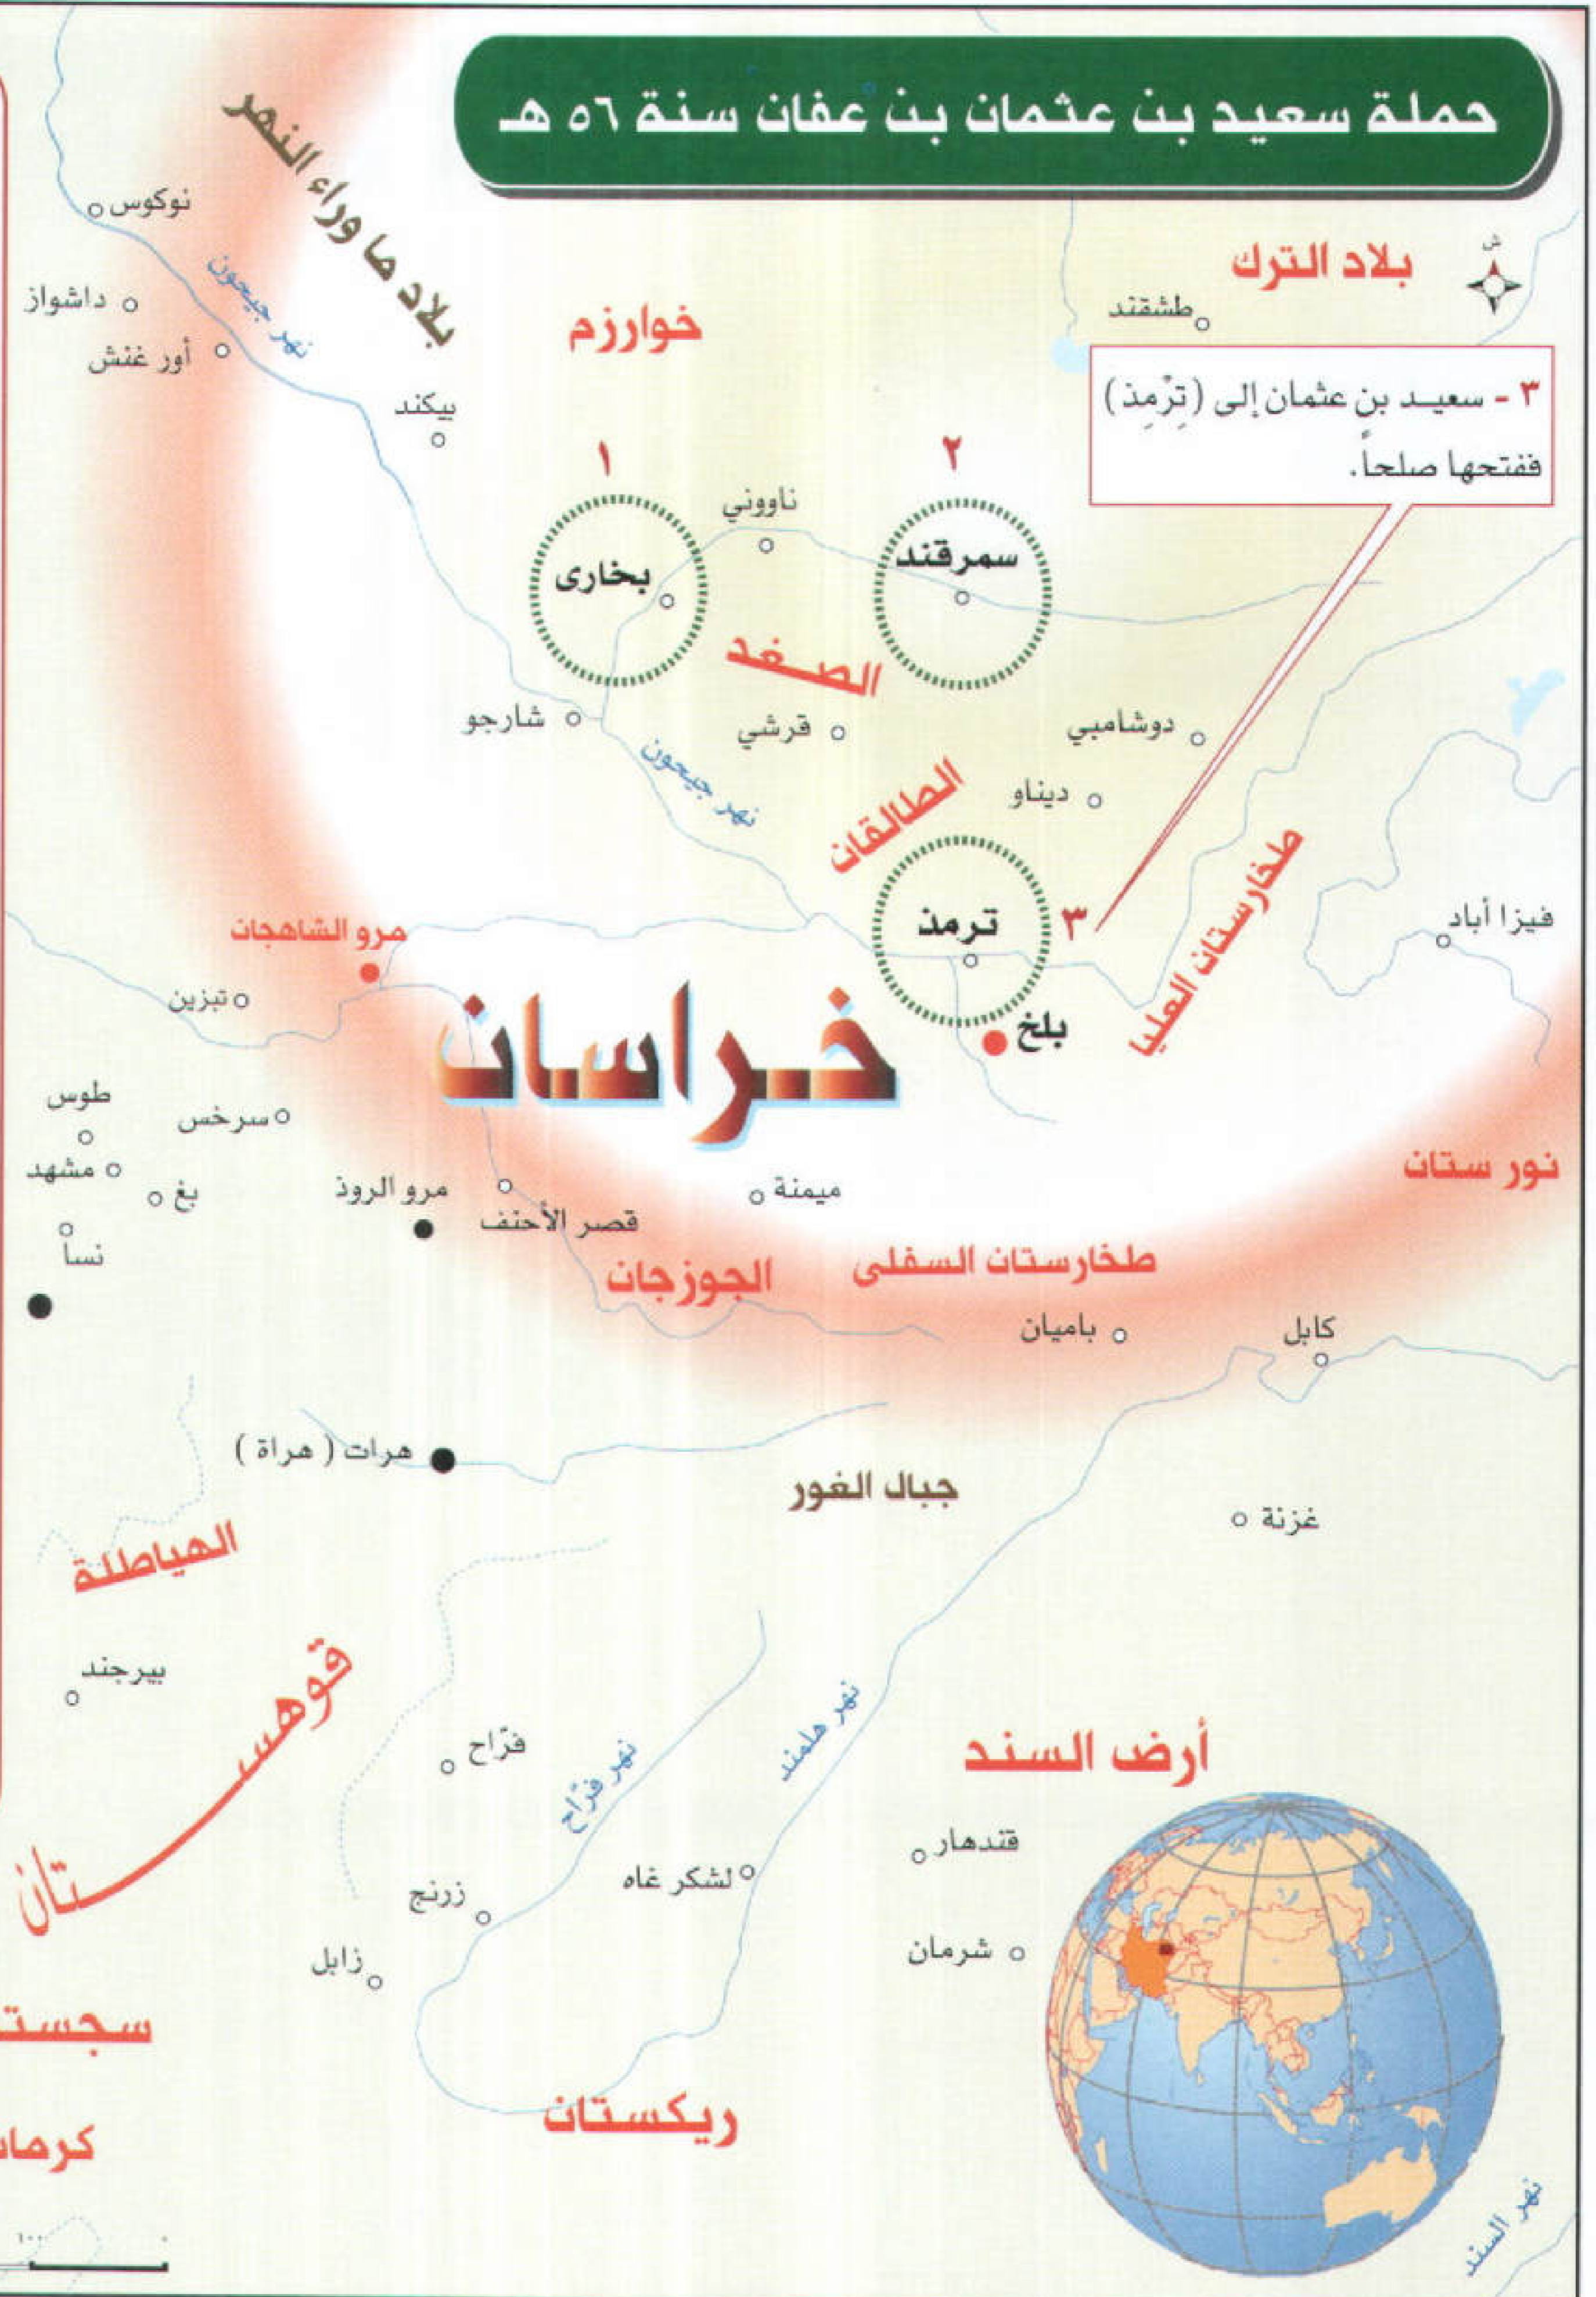 حملة سعيد بن عثمان بن عفان سنة ٥٦ هـ
بلاد ما وراء النهر
نوكوس
ش
بلاد الترك
نهر جيحون
داشواز
طشقند
خوارزم
أور غنش
٣ - سعيد بن عثمان إلى (تِرْمِذ)
ففتحها صلحاً.
بيكند
١
٢
ناووني
سمرقند
بخارى
الصغد
شارجو
قرشي
دوشامبي
نهر جيحون
ديناو
الطالقان
طخارستان العليا
ترمذ
٣
فيزا أباد
مرو الشاهجات
تبزين
خراسان
بلخ
طوس
سرخس
مشهد
بغ
مرو الروذ
قصر الأحنف
ميمنة
نور ستان
نسا
الجوزجان
طخارستان السفلى
باميان
كابل
هرات ( هراة )
جبال الغور
غزنة
الهياطلة
قوهستان
بيرجند
فرّاح
نهر فرّاح
نهر هلمند
أرض السند
قندهار
لشكر غاه
زرنج
شرمان
زابل
سجست
ريكستان
كرما
نهر السند
١٠٠
٠